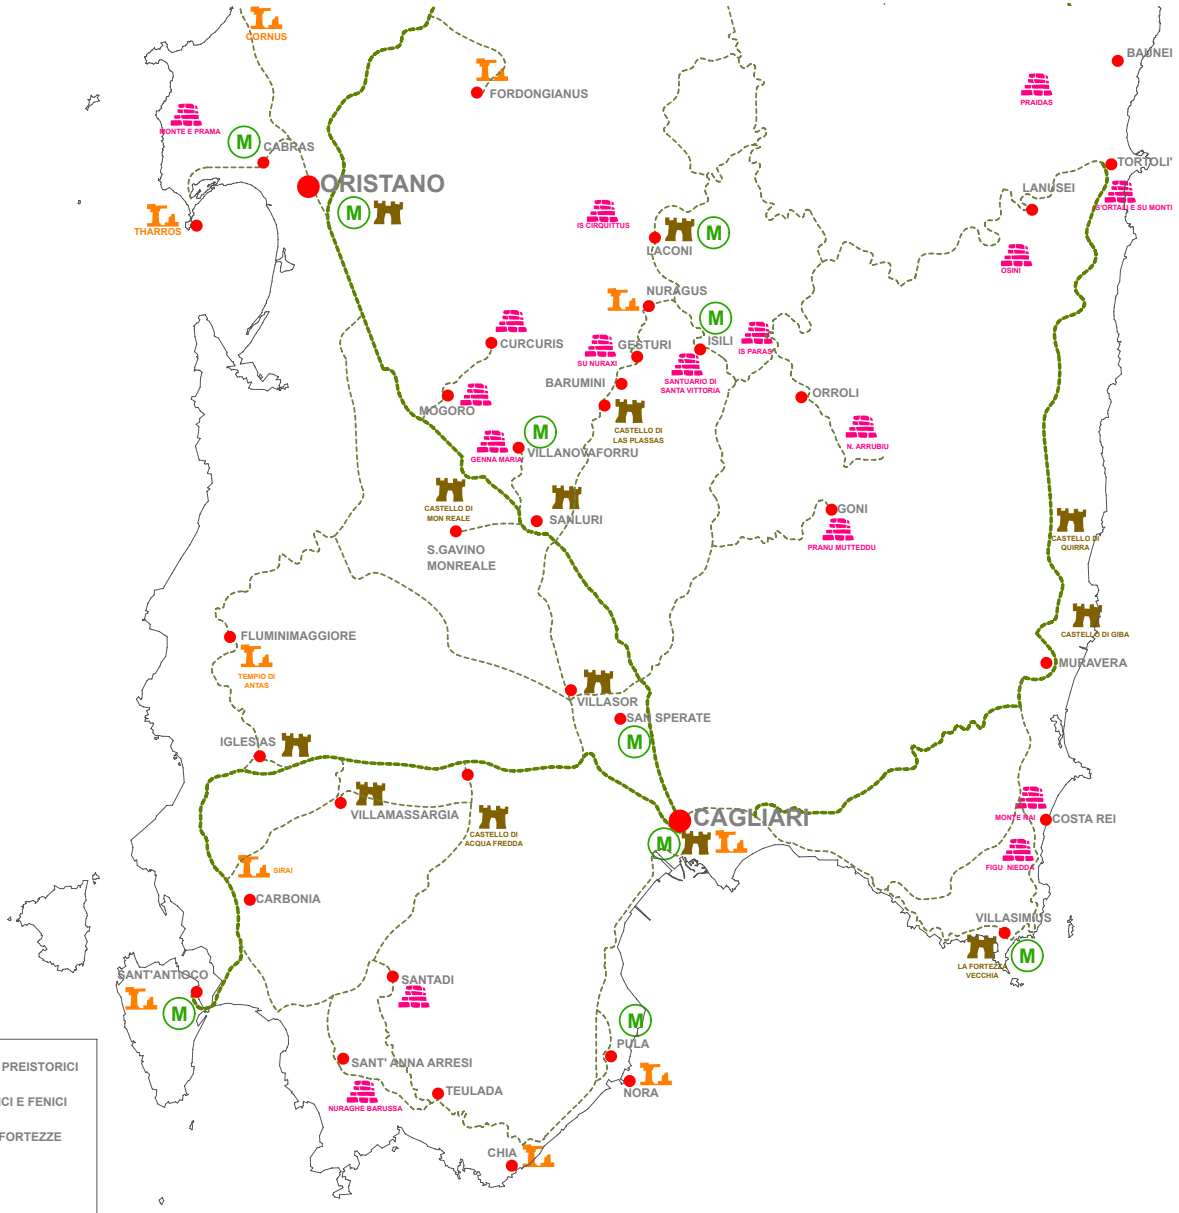 CORNUS
BAUNEI
FORDONGIANUS
PRAIDAS
MONTE E PRAMA
M
CABRAS
TORTOLI'
ORISTANO
LANUSEI
S'ORTALI E SU MONTI
M
IS CIRQUITTUS
M
THARROS
LACONI
OSINI
NURAGUS
M
CURCURIS
GESTURI
ISILI
IS PARAS
SU NURAXI
SANTUARIO DI
SANTA VITTORIA
BARUMINI
ORROLI
MOGORO
CASTELLO DI
LAS PLASSAS
M
N. ARRUBIU
GENNA MARIA
VILLANOVAFORRU
CASTELLO DI
MON REALE
SANLURI
GONI
S.GAVINO
MONREALE
PRANU MUTTEDDU
CASTELLO DI
QUIRRA
FLUMINIMAGGIORE
CASTELLO DI GIBA
TEMPIO DI
ANTAS
MURAVERA
VILLASOR
SAN SPERATE
M
IGLESIAS
VILLAMASSARGIA
CASTELLO DI
ACQUA FREDDA
CAGLIARI
M
MONTE NAI
COSTA REI
SIRAI
FIGU NIEDDA
CARBONIA
VILLASIMIUS
LA FORTEZZA
VECCHIA
M
SANT'ANTIOCO
M
SANTADI
M
PULA
SANT' ANNA ARRESI
NURAGHE BARUSSA
TEULADA
NORA
CHIA
PREISTORICI
ICI E FENICI
FORTEZZE